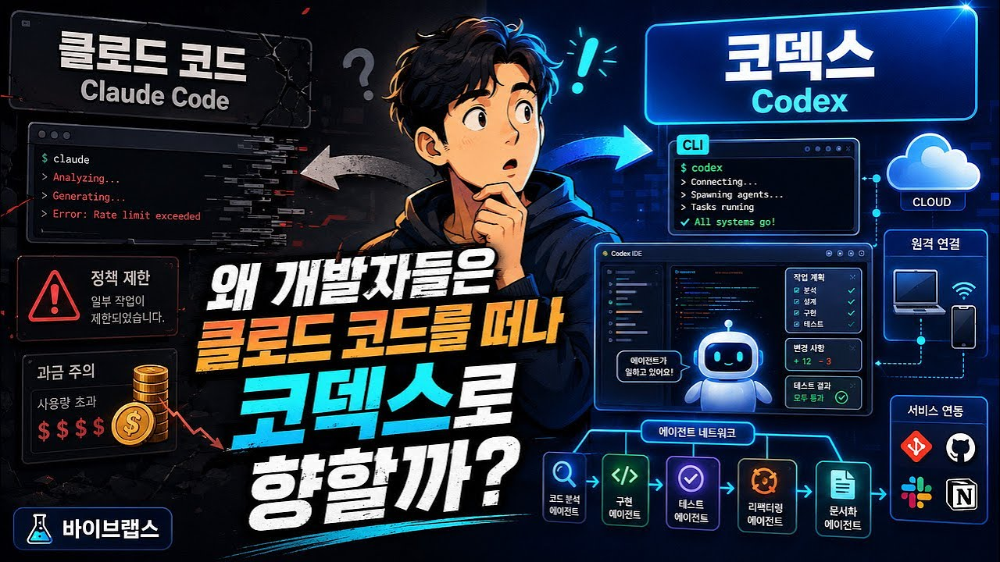 클로드 코드
Claude Code
$ claude
> Analyzing...
> Generating...
> Error: Rate limit exceeded
정책 제한
일부 작업이
제한되었습니다.
과금 주의
사용량 초과
$ $ $ $
$
바이브랩스
?
!
왜 개발자들은
클로드 코드를 떠나
코덱스로
향할까?
코덱스
Codex
CLI
$ codex
> Connecting...
> Spawning agents...
> Tasks running
✓ All systems go!
CLOUD
원격 연결
Codex IDE
작업 계획
분석
설계
구현
테스트
변경 사항
+ 12 - 3
테스트 결과
모두 통과
에이전트가
일하고 있어요!
에이전트 네트워크
코드 분석
에이전트
</>
구현
에이전트
테스트
에이전트
리팩터링
에이전트
문서화
에이전트
서비스 연동
N